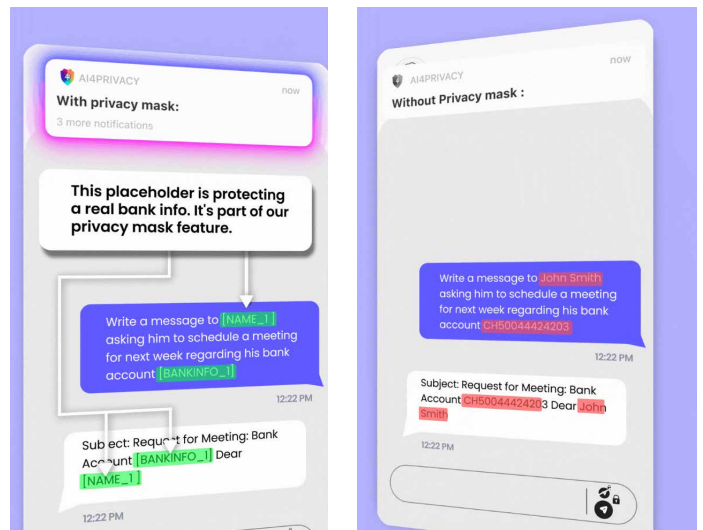 AI4PRIVACY
now
With privacy mask:
3 more notifications
This placeholder is protecting
a real bank info. It's part of our
privacy mask feature.
Write a message to [NAME_1 ]
asking him to schedule a meeting
for next week regarding his bank
account [BANKINFO_1]
12:22 PM
Subject: Request for Meeting: Bank
Account [BANKINFO_1] Dear
[NAME_1 ]
12:22 PM
AI4PRIVACY
now
Without Privacy mask :
Write a message to John Smith
asking him to schedule a meeting
for next week regarding his bank
account CH50044424203
12:22 PM
Subject: Request for Meeting: Bank
Account CH50044424203 Dear John
Smith
12:22 PM